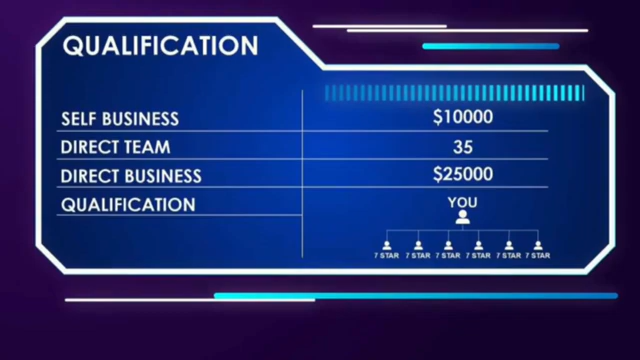 QUALIFICATION
SELF BUSINESS $10000
DIRECT TEAM 35
DIRECT BUSINESS $25000
QUALIFICATION YOU
7 STAR 7 STAR 7 STAR 7 STAR 7 STAR 7 STAR